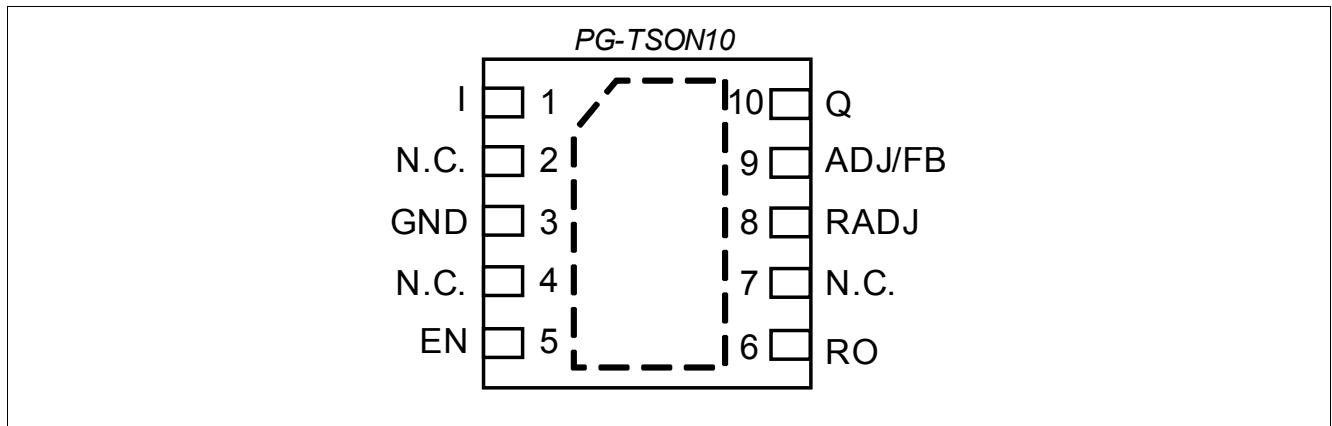 PG-TSON10
I 1 10 Q
N.C. 2 9 ADJ/FB
GND 3 8 RADJ
N.C. 4 7 N.C.
EN 5 6 RO